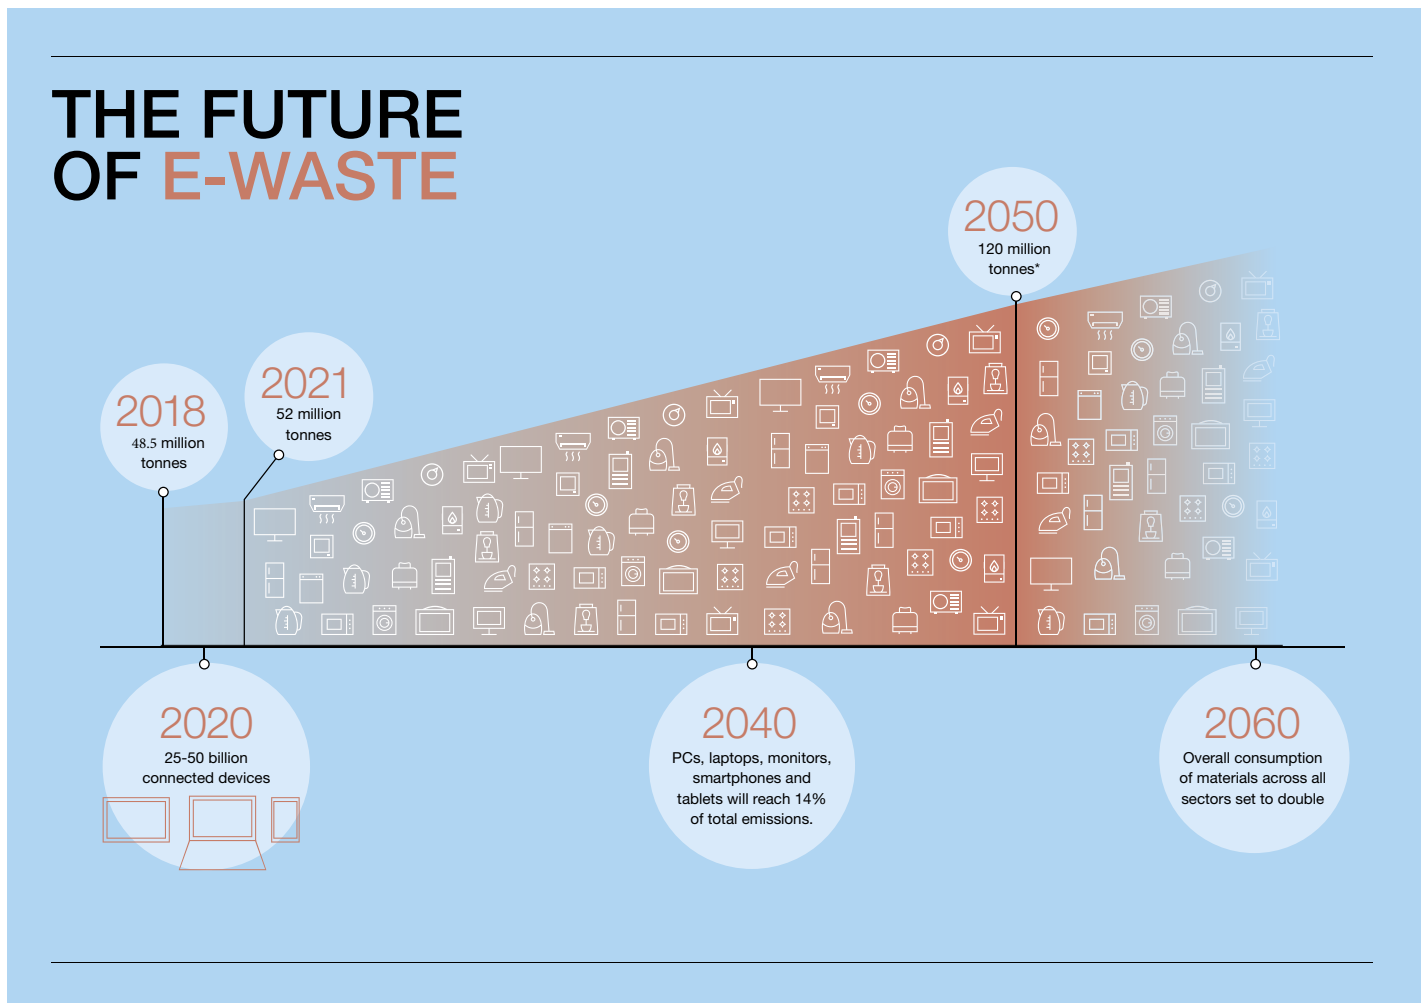 THE FUTURE
OF E-WASTE
2050
120 million
tonnes*
2018
48.5 million
tonnes
2021
52 million
tonnes
2020
25-50 billion
connected devices
2040
PCs, laptops, monitors,
smartphones and
tablets will reach 14%
of total emissions.
2060
Overall consumption
of materials across all
sectors set to double